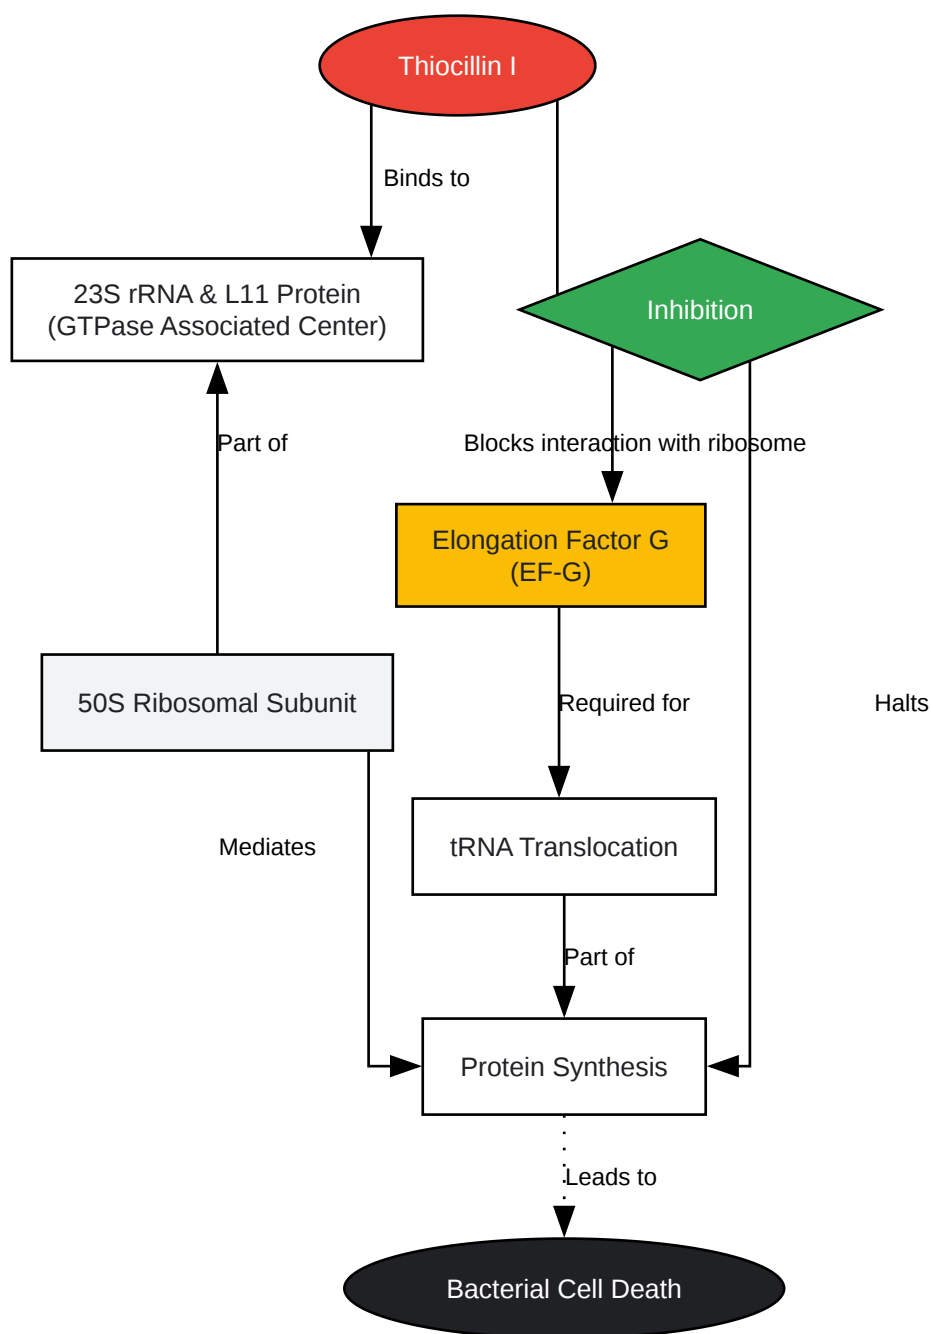 Thiocillin I
Binds to
23S rRNA & L11 Protein
(GTPase Associated Center)
Inhibition
Part of
Blocks interaction with ribosome
Elongation Factor G
(EF-G)
50S Ribosomal Subunit
Required for
Halts
Mediates
tRNA Translocation
Part of
Protein Synthesis
Leads to
Bacterial Cell Death